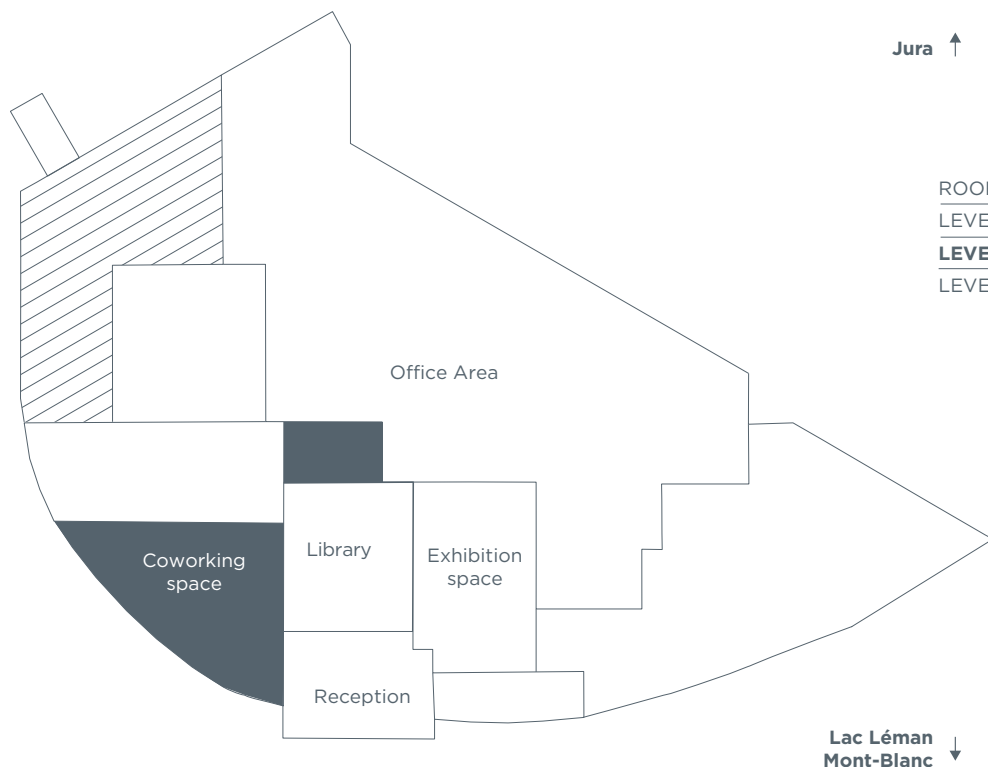 Jura
ROO
LEVE
LEVE
LEVE
Office Area
Coworking
space
Library
Exhibition
space
Reception
Lac Léman
Mont-Blanc